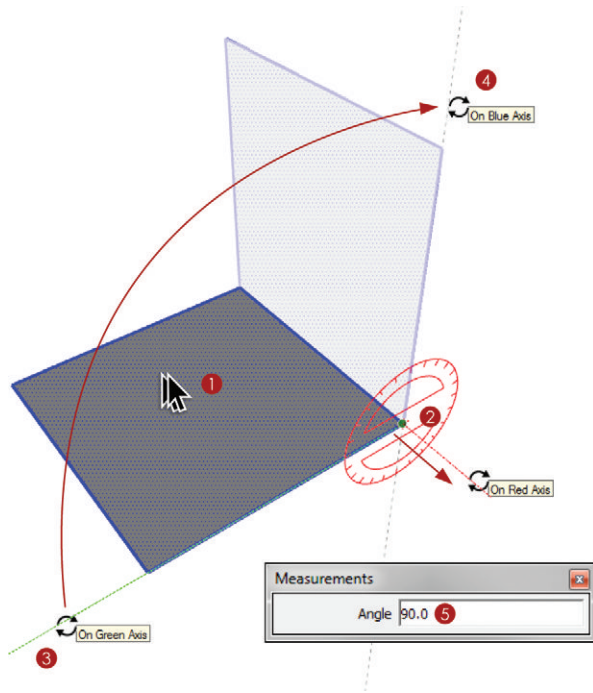 4
On Blue Axis
1
2
On Red Axis
Measurements
Angle 90.0 5
On Green Axis
3